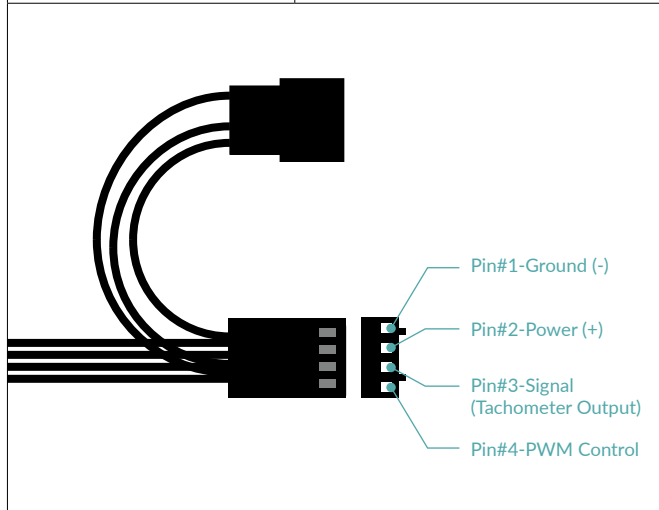 Pin#1-Ground (-)
Pin#2-Power (+)
Pin#3-Signal
(Tachometer Output)
Pin#4-PWM Control